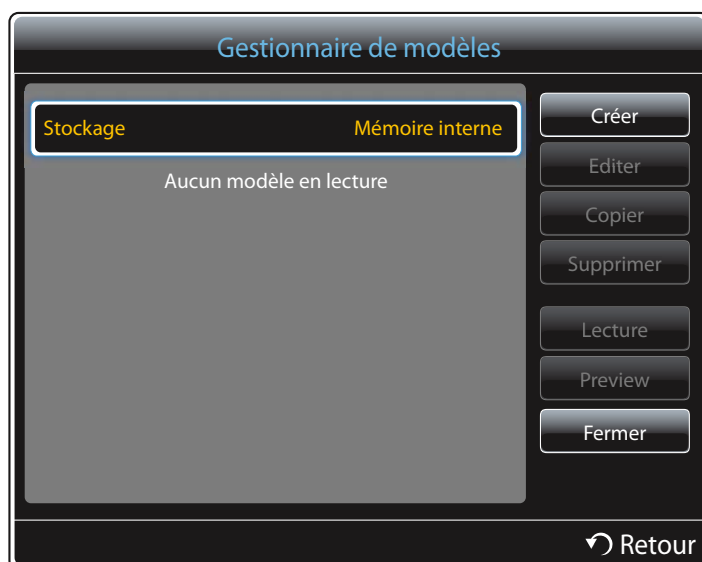 Gestionnaire de modèles
Stockage Mémoire interne
Aucun modèle en lecture
Créer
Editer
Copier
Supprimer
Lecture
Preview
Fermer
Retour